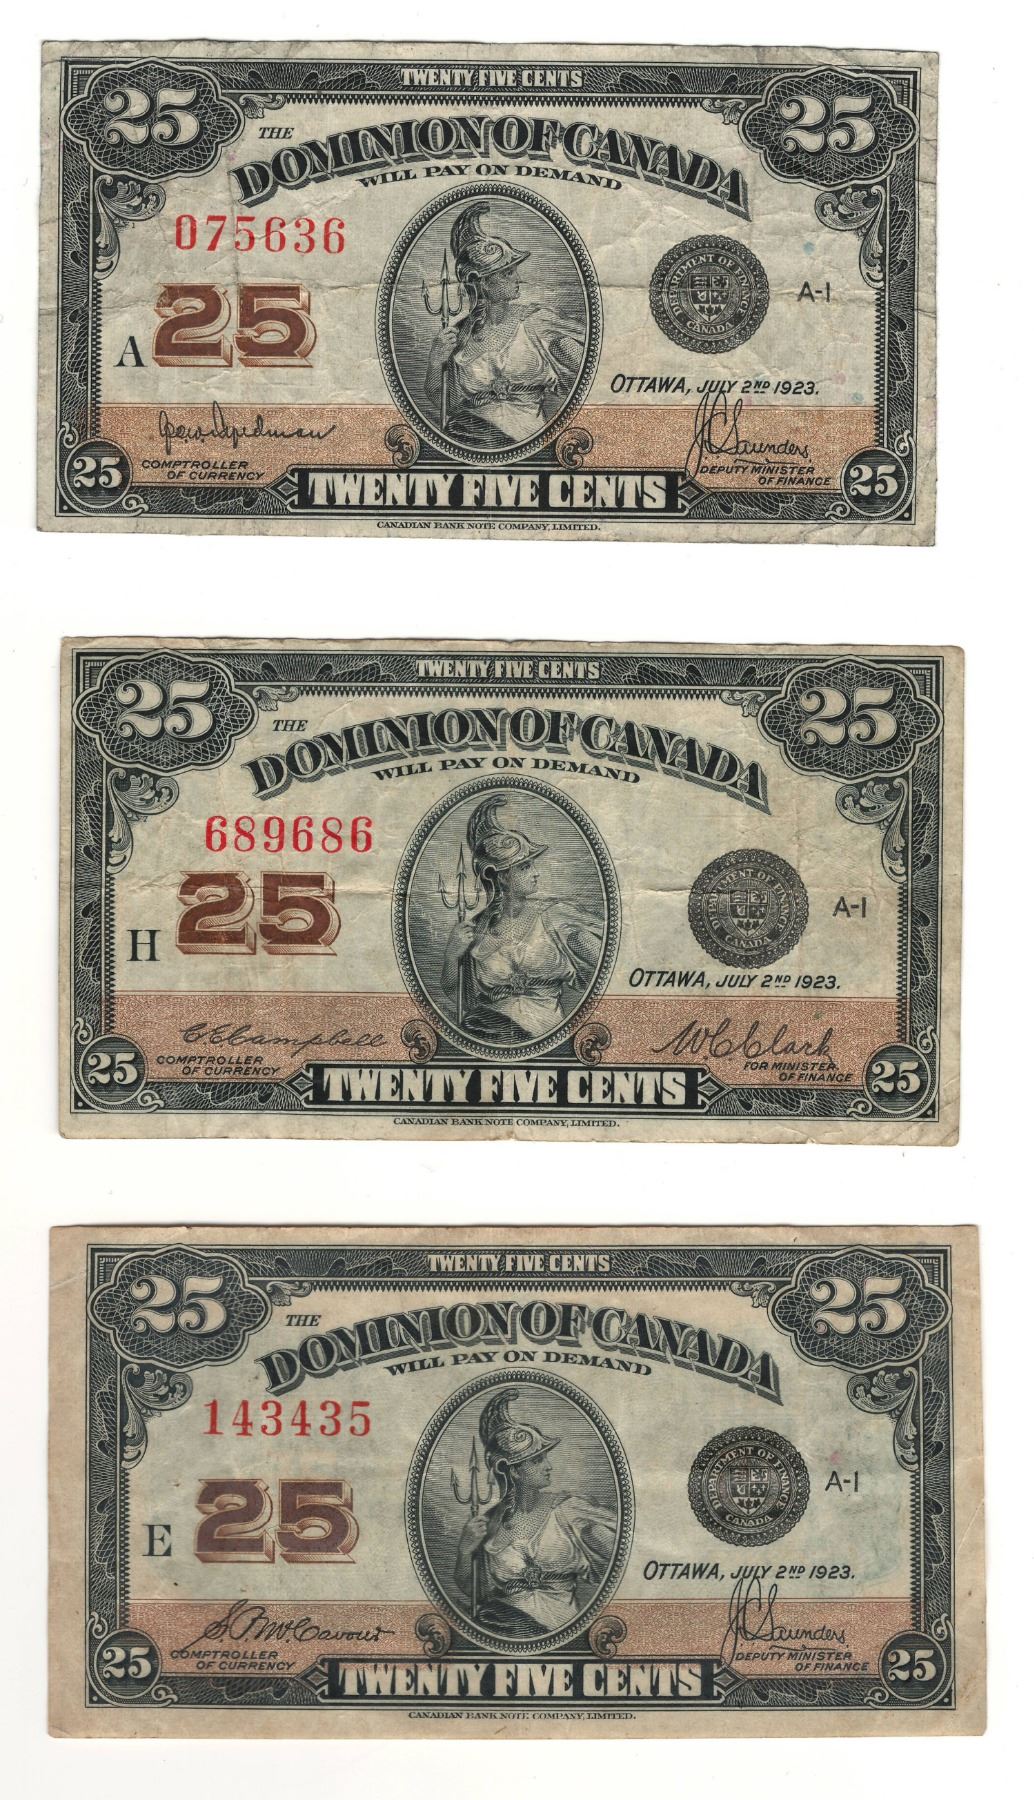 25 TWENTY FIVE CENTS 25
THE
DOMINION OF CANADA
WILL PAY ON DEMAND
075636
DEPARTMENT OF FINANCE
CANADA
A-1
A 25
OTTAWA, JULY 2ND 1923.
J.C. Saunders
COMPTROLLER
OF CURRENCY
DEPUTY MINISTER
OF FINANCE
25 TWENTY FIVE CENTS 25
CANADIAN BANK NOTE COMPANY, LIMITED.
25 TWENTY FIVE CENTS 25
THE
DOMINION OF CANADA
WILL PAY ON DEMAND
689686
DEPARTMENT OF FINANCE
CANADA
A-1
H 25
OTTAWA, JULY 2ND 1923.
C E Campbell W C Clark
COMPTROLLER
OF CURRENCY
FOR MINISTER
OF FINANCE
25 TWENTY FIVE CENTS 25
CANADIAN BANK NOTE COMPANY, LIMITED.
25 TWENTY FIVE CENTS 25
THE
DOMINION OF CANADA
WILL PAY ON DEMAND
143435
DEPARTMENT OF FINANCE
CANADA
A-1
E 25
OTTAWA, JULY 2ND 1923.
J.C. Saunders
COMPTROLLER
OF CURRENCY
DEPUTY MINISTER
OF FINANCE
25 TWENTY FIVE CENTS 25
CANADIAN BANK NOTE COMPANY, LIMITED.